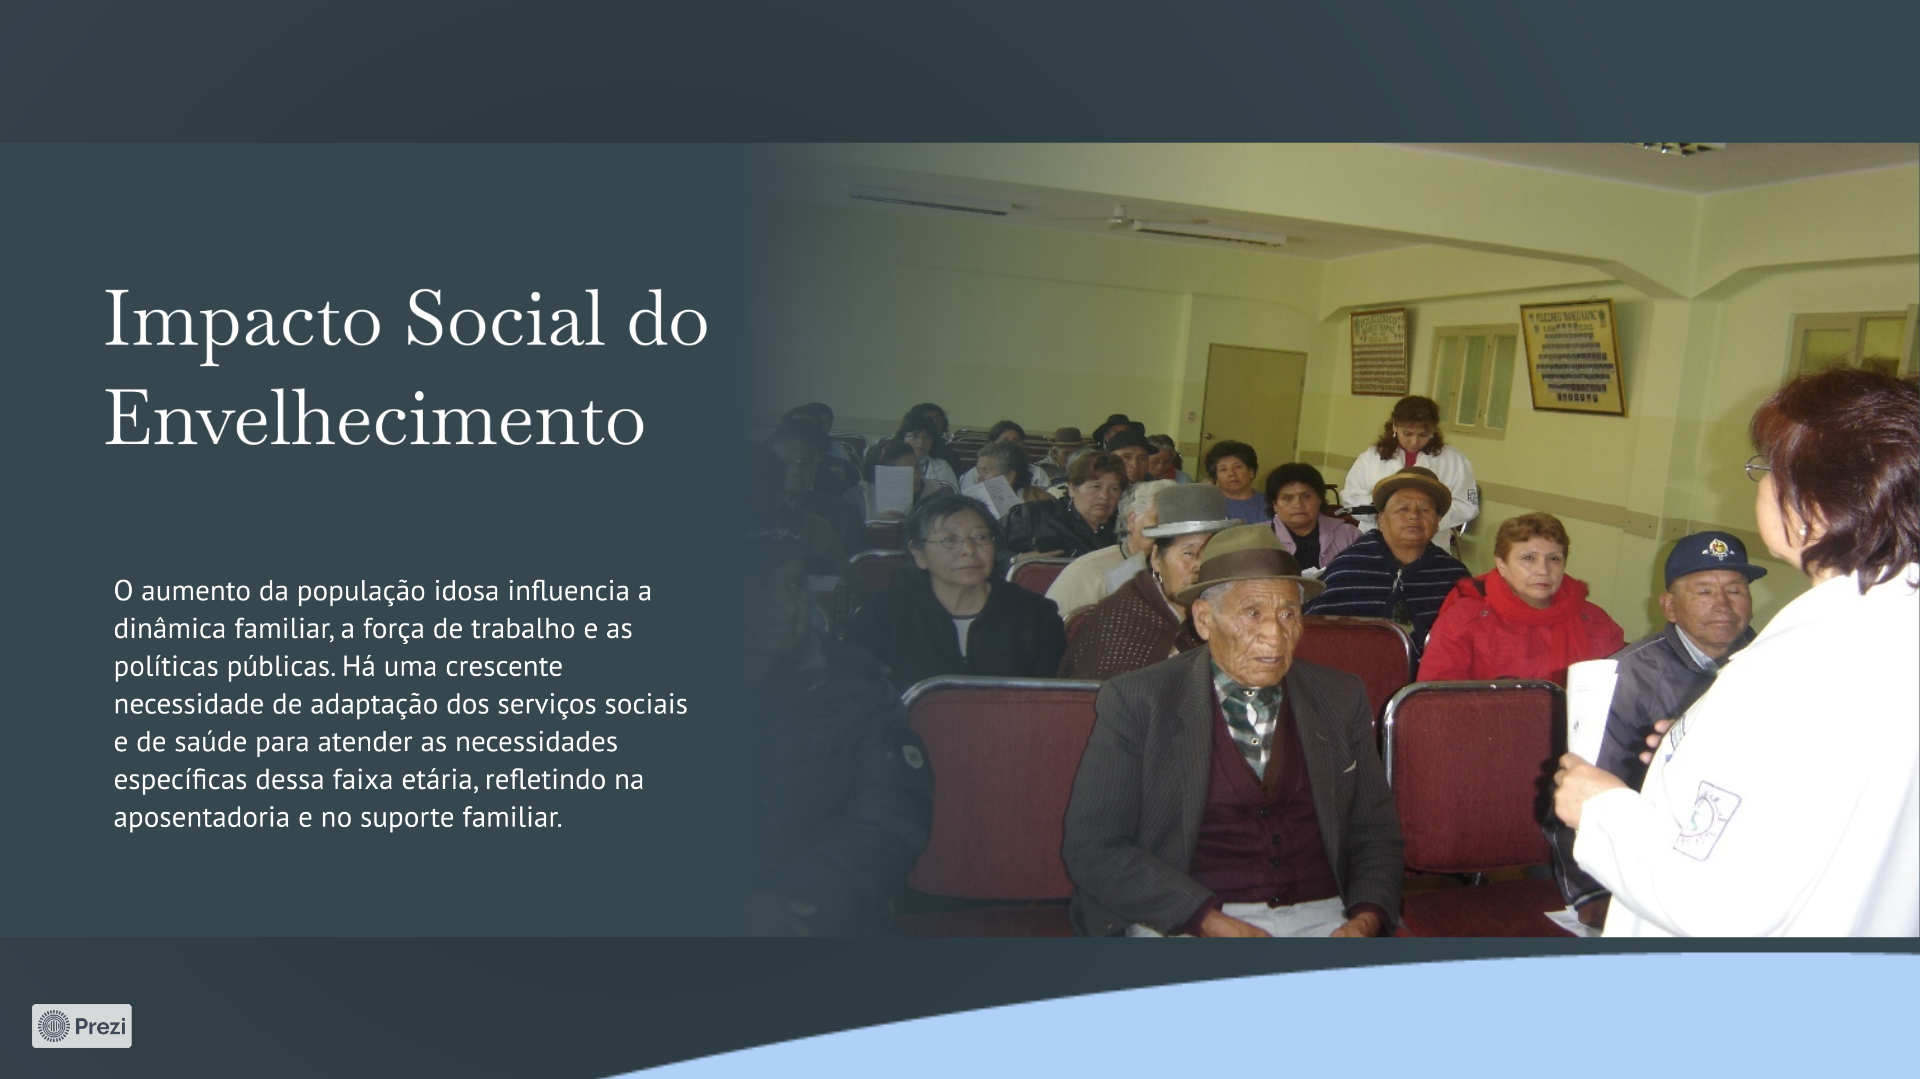 Impacto Social do
Envelhecimento
O aumento da população idosa influencia a
dinâmica familiar, a força de trabalho e as
políticas públicas. Há uma crescente
necessidade de adaptação dos serviços sociais
e de saúde para atender as necessidades
específicas dessa faixa etária, refletindo na
aposentadoria e no suporte familiar.
Prezi